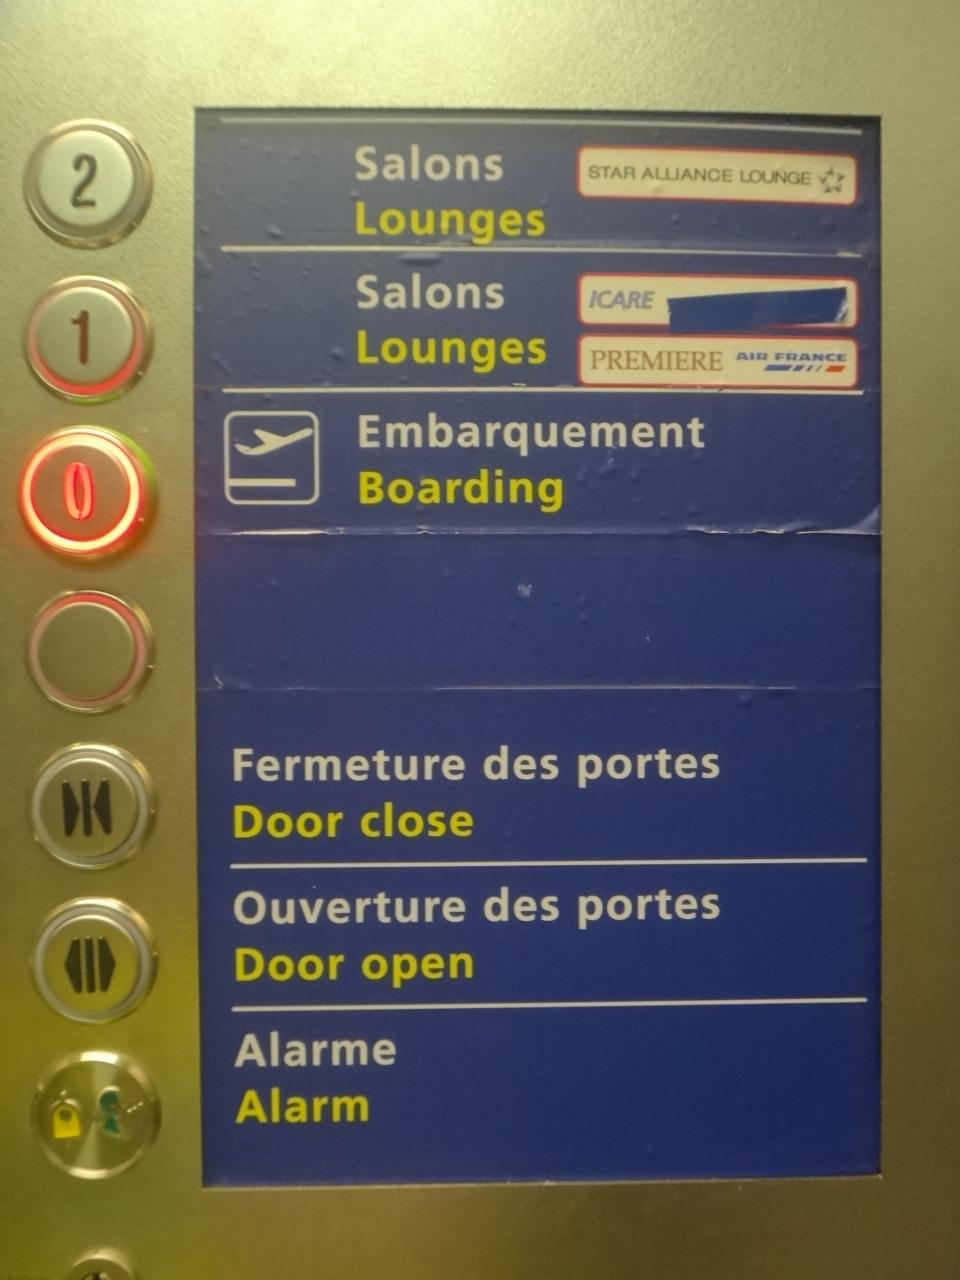 2
Salons
Lounges
STAR ALLIANCE LOUNGE
1
Salons
Lounges
ICARE
PREMIERE AIR FRANCE
0
Embarquement
Boarding
Fermeture des portes
Door close
Ouverture des portes
Door open
Alarme
Alarm